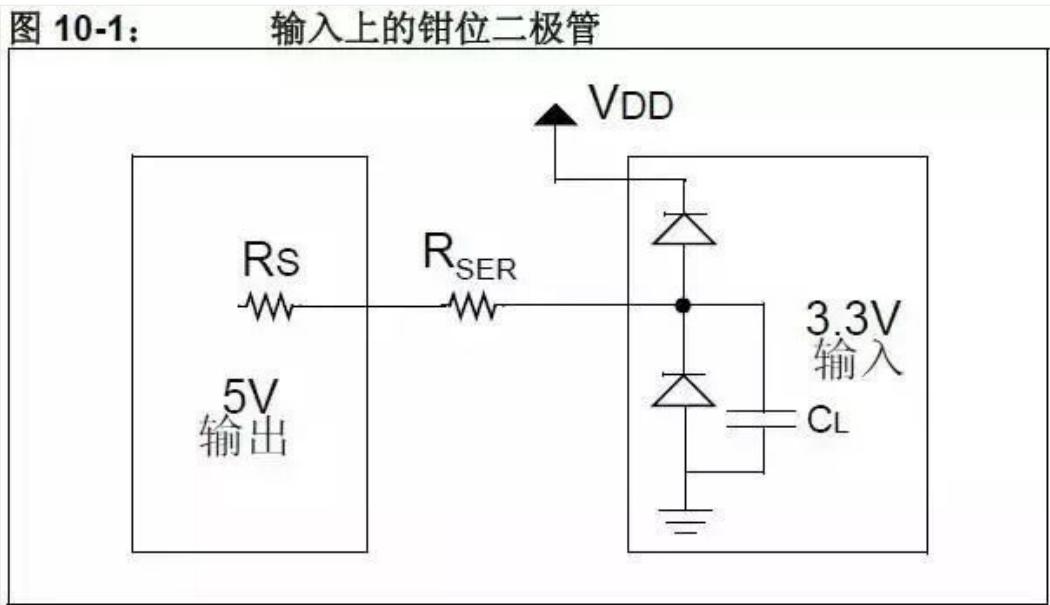 图 10-1： 输入上的钳位二极管
VDD
RS
RSER
3.3V
输入
5V
输出
CL